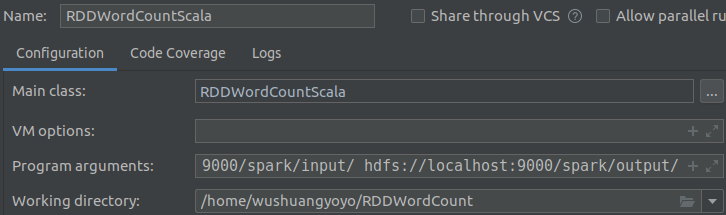 Name: RDDWordCountScala Share through VCS ? Allow parallel ru
Configuration Code Coverage Logs
Main class: RDDWordCountScala ...
VM options:
Program arguments: 9000/spark/input/ hdfs://localhost:9000/spark/output/
Working directory: /home/wushuangyoyo/RDDWordCount